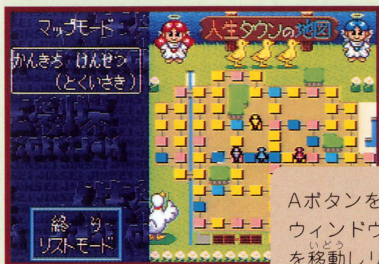 マップモード
人生タウンの地図
かんきち けんせつ
(とくいさき)
終り
リストモード
Aボタンを
ウィンドウ
いどう
を移動しリ